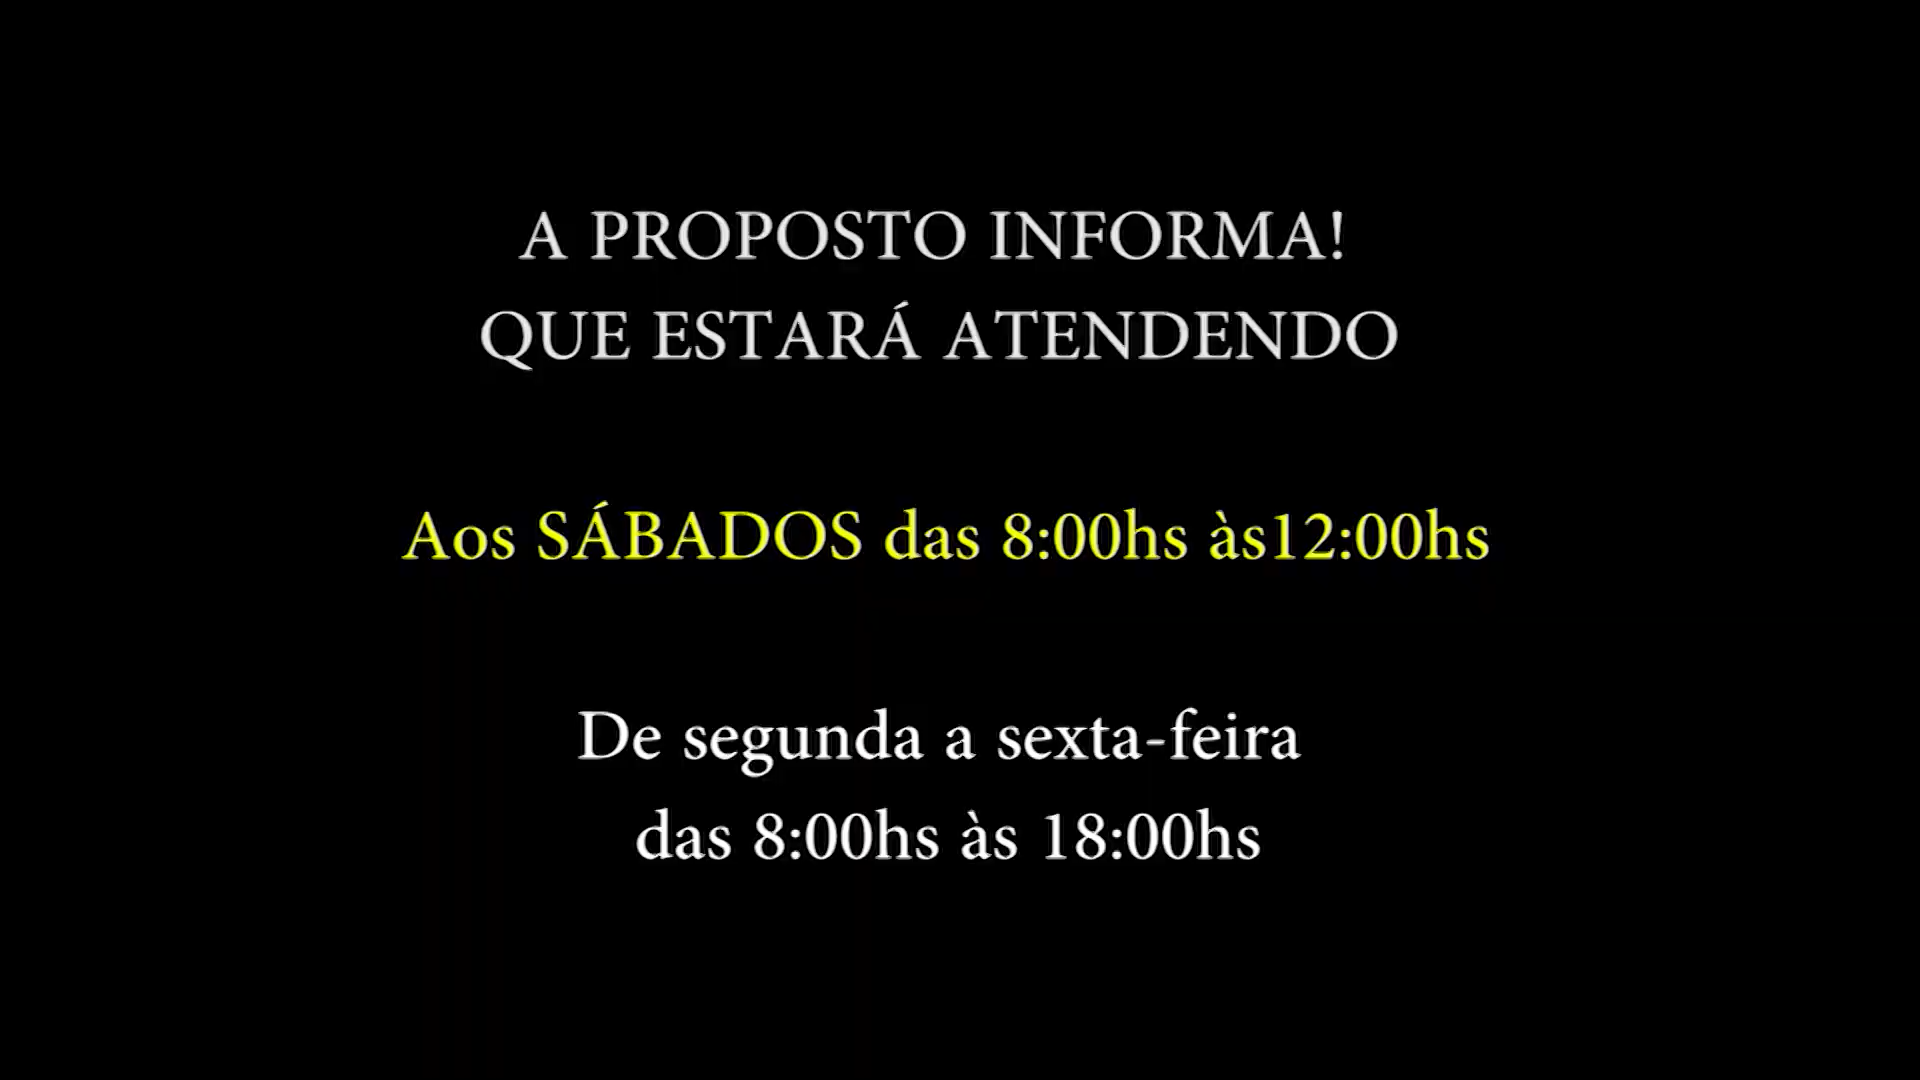 A PROPOSTO INFORMA!
QUE ESTARÁ ATENDENDO
Aos SÁBADOS das 8:00hs às12:00hs
De segunda a sexta-feira
das 8:00hs às 18:00hs